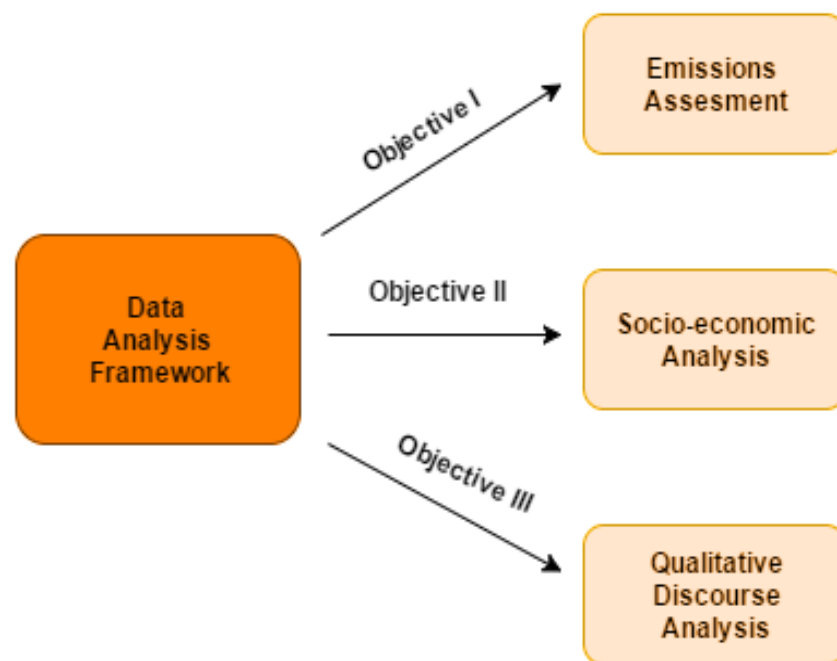 Emissions
Assesment
Objective I
Data
Analysis
Framework
Objective II
Socio-economic
Analysis
Objective III
Qualitative
Discourse
Analysis